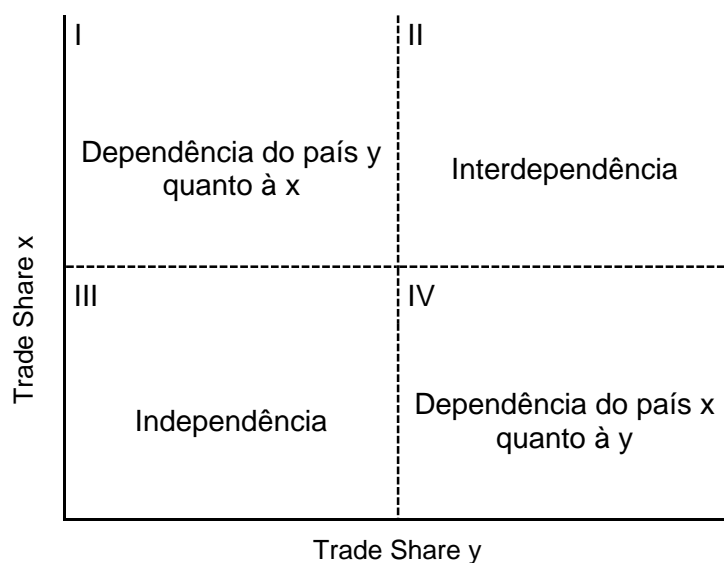 I
II
Dependência do país y
quanto à x
Interdependência
Trade Share x
III
IV
Independência
Dependência do país x
quanto à y
Trade Share y